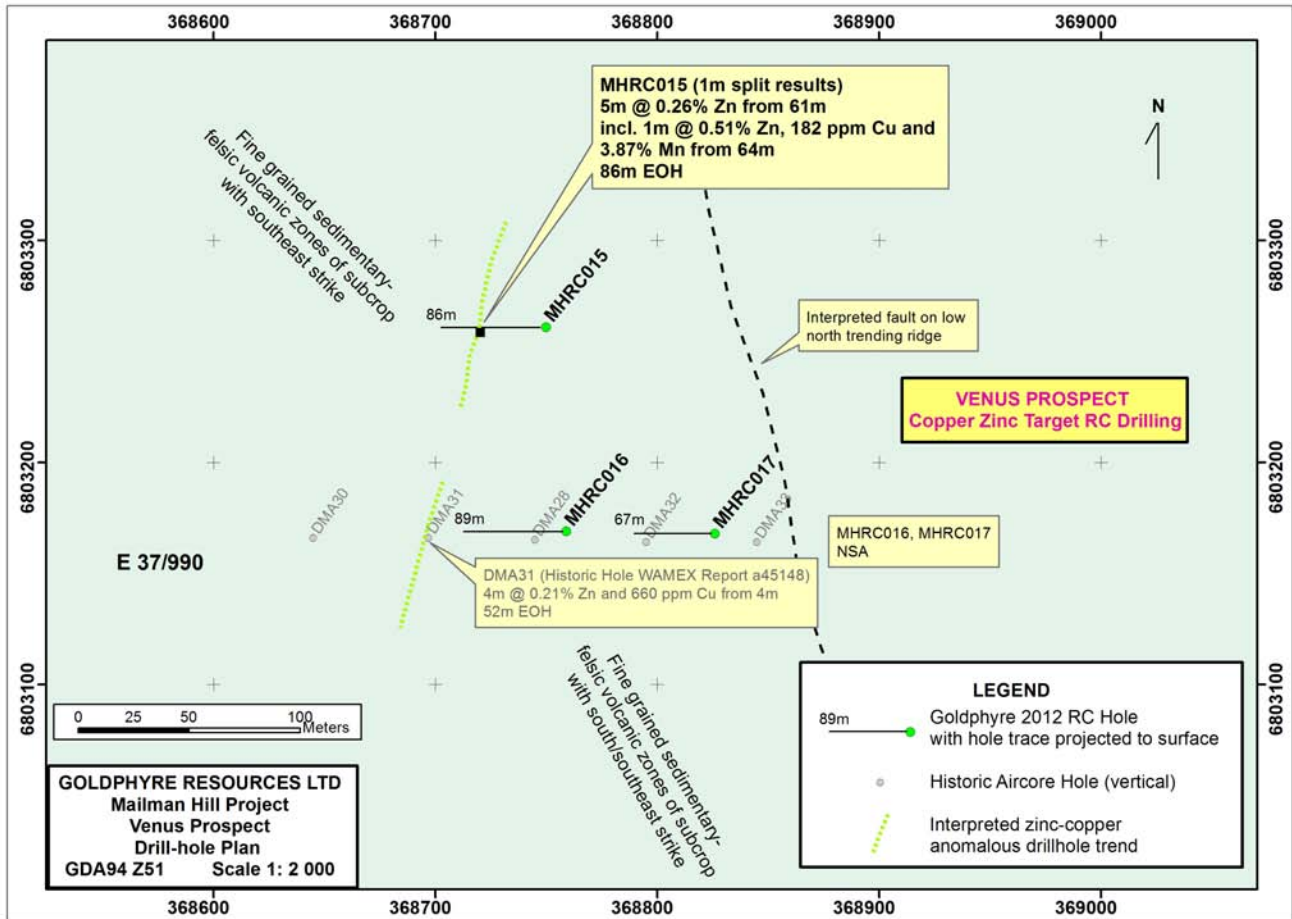 368600 368700 368800 368900 369000
MHRC015 (1m split results)
5m @ 0.26% Zn from 61m
incl. 1m @ 0.51% Zn, 182 ppm Cu and
3.87% Mn from 64m
86m EOH
N
Fine grained sedimentary-
felsic volcanic zones of subcrop
with southeast strike
6803300
6803300
86m
MHRC015
Interpreted fault on low
north trending ridge
VENUS PROSPECT
Copper Zinc Target RC Drilling
6803200
6803200
DMA30
DMA31
89m
DMA28
MHRC016
67m
DMA32
MHRC017
DMA33
MHRC016, MHRC017
NSA
E 37/990
DMA31 (Historic Hole WAMEX Report a45148)
4m @ 0.21% Zn and 660 ppm Cu from 4m
52m EOH
Fine grained sedimentary-
felsic volcanic zones of subcrop
with south/southeast strike
6803100
6803100
0 25 50 100
Meters
GOLDPHYRE RESOURCES LTD
Mailman Hill Project
Venus Prospect
Drill-hole Plan
GDA94 Z51 Scale 1: 2 000
LEGEND
89m
Goldphyre 2012 RC Hole
with hole trace projected to surface
Historic Aircore Hole (vertical)
Interpreted zinc-copper
anomalous drillhole trend
368600 368700 368800 368900 369000